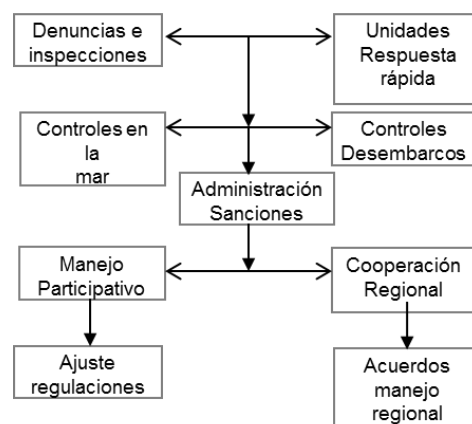 Denuncias e
inspecciones
Unidades
Respuesta
rápida
Controles en
la
mar
Controles
Desembarcos
Administración
Sanciones
Manejo
Participativo
Cooperación
Regional
Ajuste
regulaciones
Acuerdos
manejo
regional